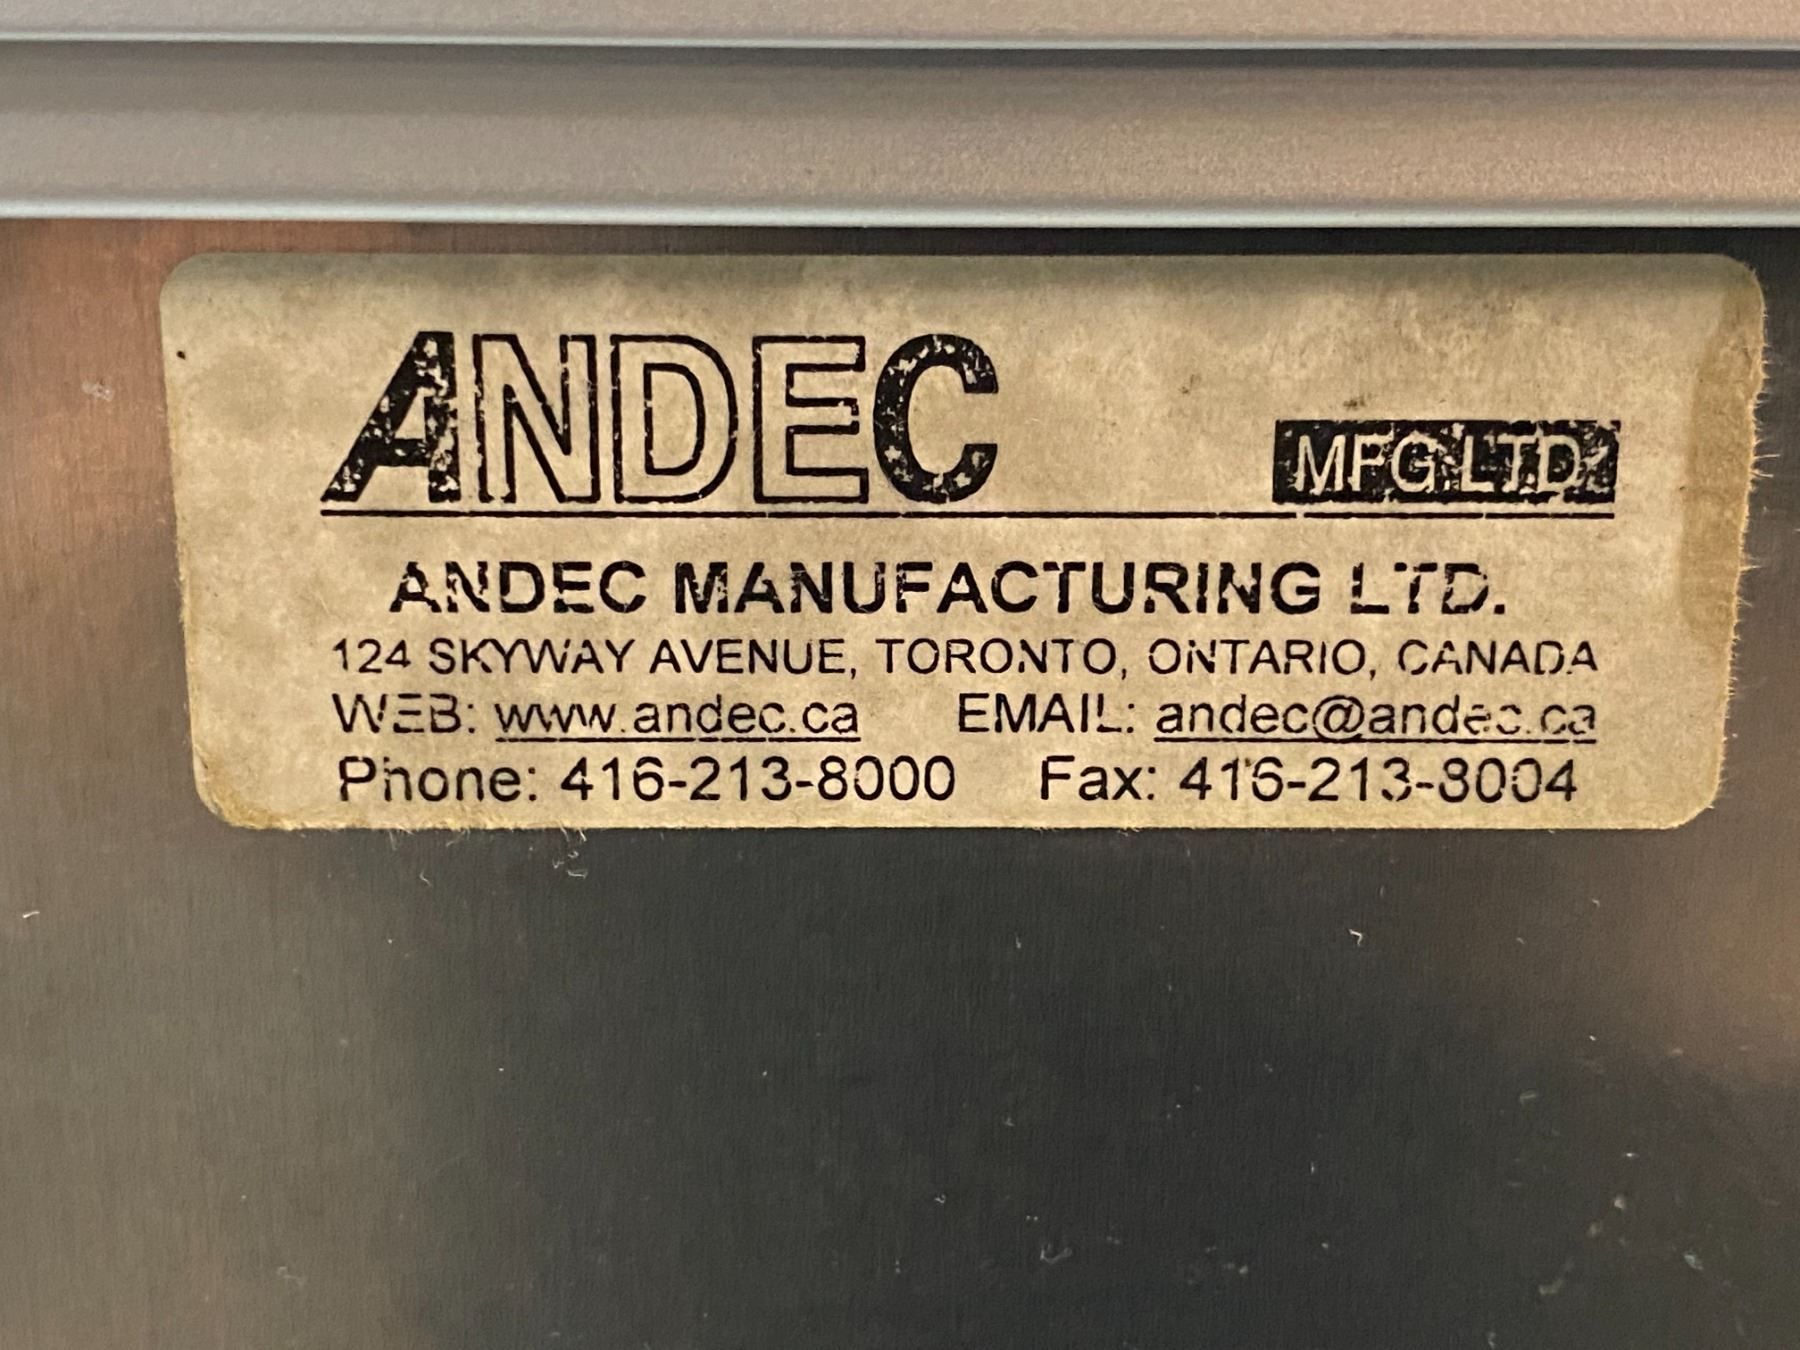 ANDEC MFG. LTD.
ANDEC MANUFACTURING LTD.
124 SKYWAY AVENUE, TORONTO, ONTARIO, CANADA
WEB: www.andec.ca EMAIL: andec@andec.ca
Phone: 416-213-8000 Fax: 416-213-8004